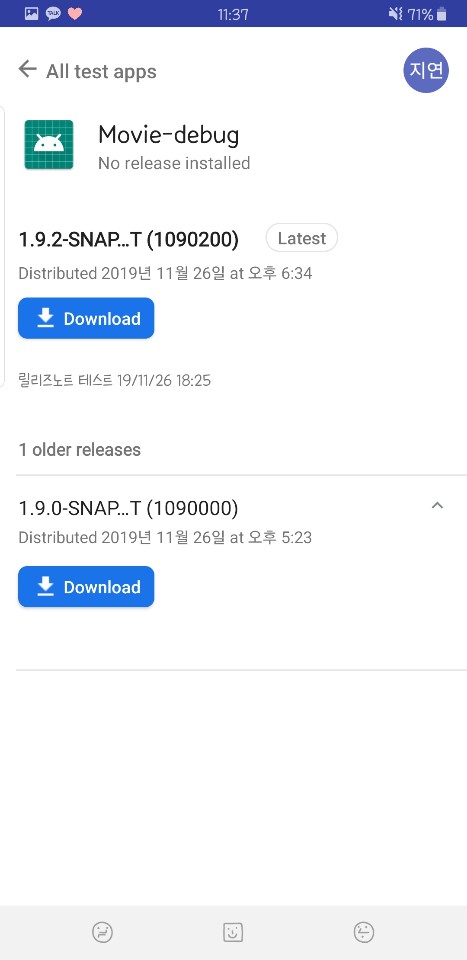 11:37
71%
All test apps
지연
Movie-debug
No release installed
1.9.2-SNAP...T (1090200)
Latest
Distributed 2019년 11월 26일 at 오후 6:34
Download
릴리즈노트 테스트 19/11/26 18:25
1 older releases
1.9.0-SNAP...T (1090000)
Distributed 2019년 11월 26일 at 오후 5:23
Download